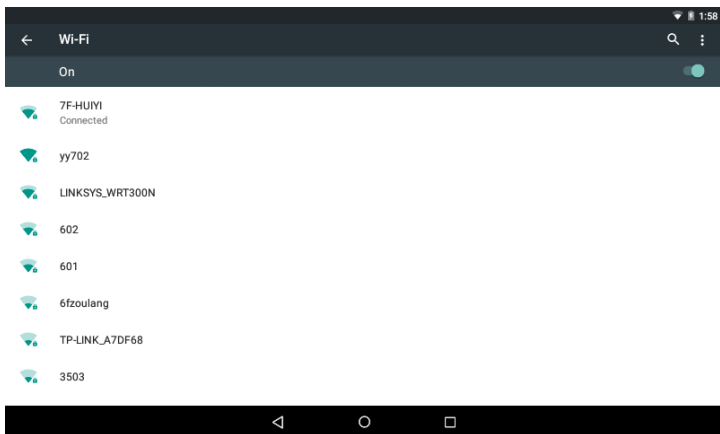 1:58
Wi-Fi
On
7F-HUIYI
Connected
yy702
LINKSYS_WRT300N
602
601
6fzoulang
TP-LINK_A7DF68
3503